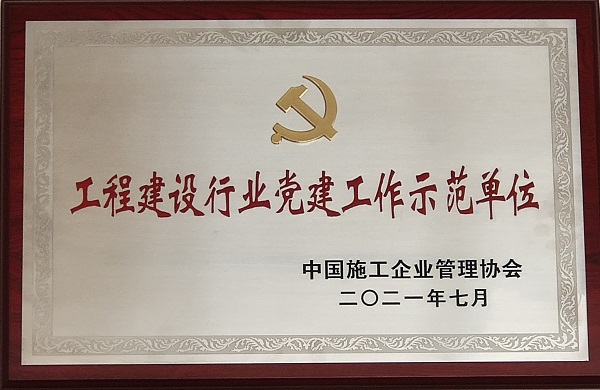 工程建设行业党建工作示范单位
中国施工企业管理协会
二〇二一年七月